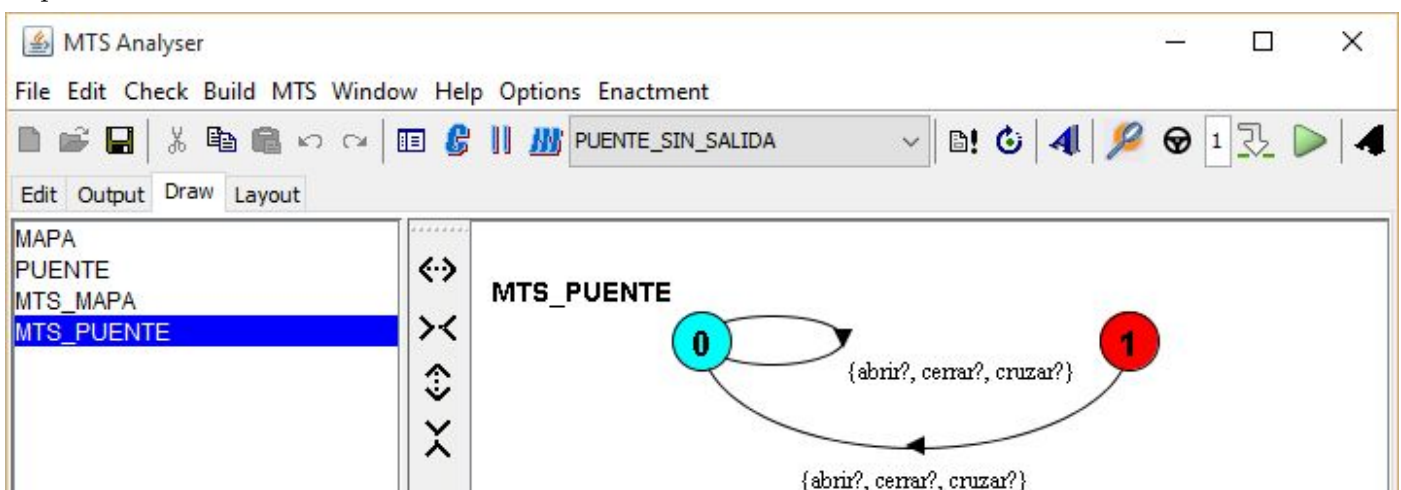 MTS Analyser
File Edit Check Build MTS Window Help Options Enactment
PUENTE_SIN_SALIDA 1
Edit Output Draw Layout
MAPA
PUENTE
MTS_MAPA
MTS_PUENTE
MTS_PUENTE
0 1
{abrir?, cerrar?, cruzar?}
{abrir?, cerrar?, cruzar?}